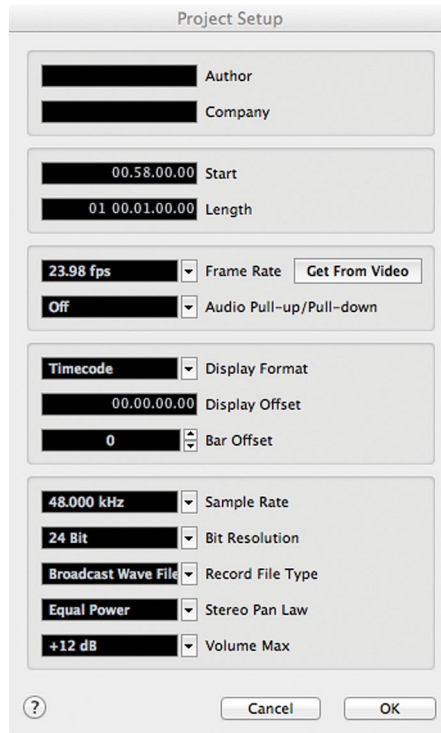 Project Setup
Author
Company
00.58.00.00 Start
01 00.01.00.00 Length
23.98 fps Frame Rate Get From Video
Off Audio Pull-up/Pull-down
Timecode Display Format
00.00.00.00 Display Offset
0 Bar Offset
48.000 kHz Sample Rate
24 Bit Bit Resolution
Broadcast Wave File Record File Type
Equal Power Stereo Pan Law
+12 dB Volume Max
? Cancel OK